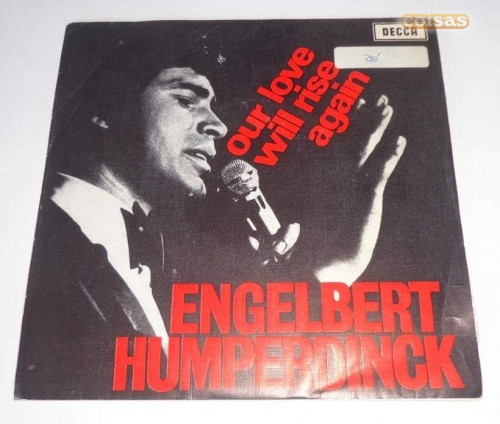 coisas
DECCA
our love
will rise
again
ENGELBERT
HUMPERDINCK